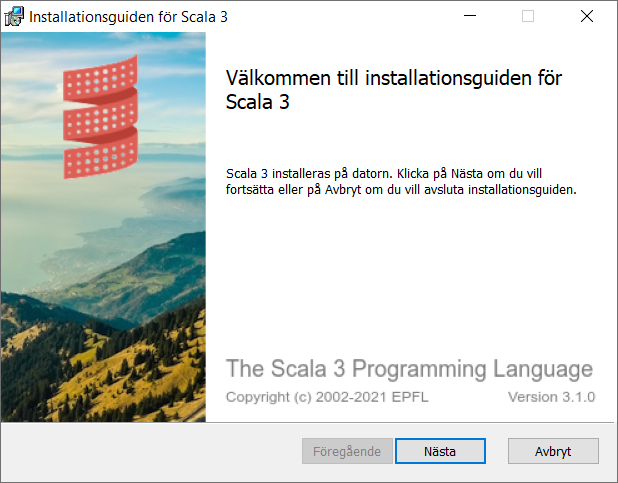 Installationsguiden för Scala 3
Välkommen till installationsguiden för
Scala 3
Scala 3 installeras på datorn. Klicka på Nästa om du vill
fortsätta eller på Avbryt om du vill avsluta installationsguiden.
The Scala 3 Programming Language
Copyright (c) 2002-2021 EPFL Version 3.1.0
Föregående Nästa Avbryt